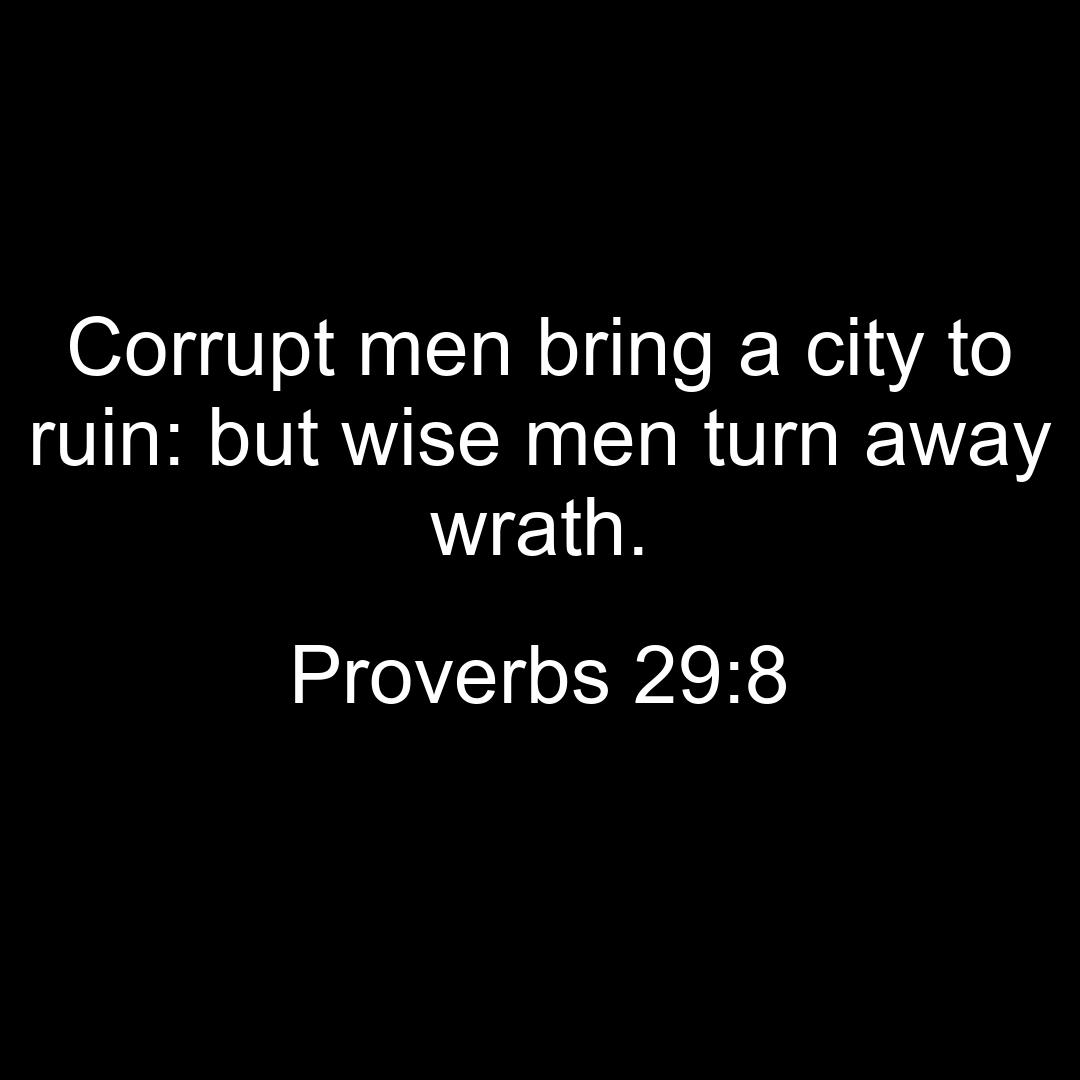 Corrupt men bring a city to
ruin: but wise men turn away
wrath.
Proverbs 29:8